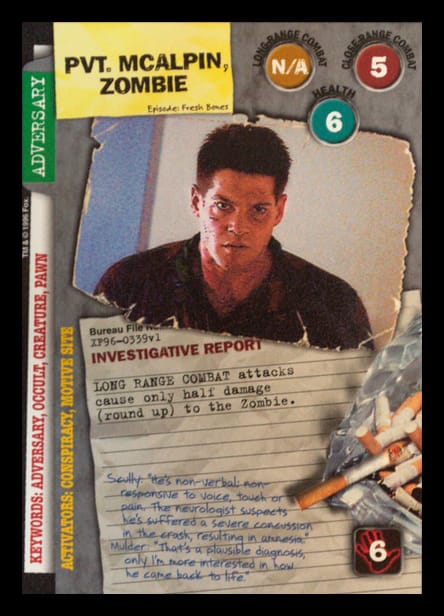 PVT. MCALPIN,
ZOMBIE
Episode: Fresh Bones
LONG-RANGE COMBAT
N/A
CLOSE-RANGE COMBAT
5
HEALTH
6
ADVERSARY
TM & © 1996 Fox.
KEYWORDS: ADVERSARY, OCCULT, CREATURE, PAWN
ACTIVATORS: CONSPIRACY, MOTIVE SITE
Bureau File
XF96-0339v1
INVESTIGATIVE REPORT
LONG RANGE COMBAT attacks
cause only half damage
(round up) to the Zombie.
Scully: "He's non-verbal; non-
responsive to voice, touch or
pain. The neurologist suspects
he's suffered a severe concussion
in the crash, resulting in amnesia."
Mulder: "That's a plausible diagnosis,
only I'm more interested in how
he came back to life."
6